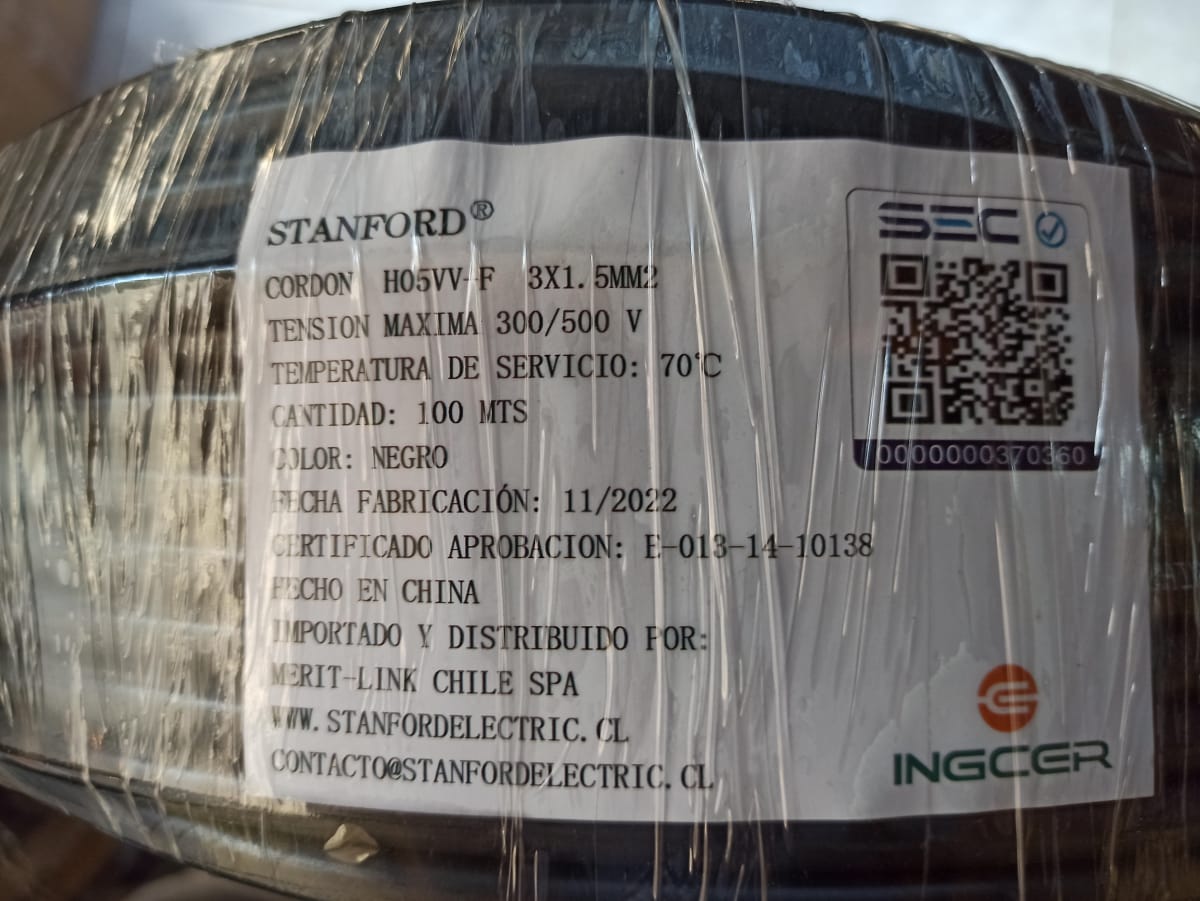 STANFORD®
CORDON H05VV-F 3X1.5MM2
TENSION MAXIMA 300/500 V
TEMPERATURA DE SERVICIO: 70℃
CANTIDAD: 100 MTS
COLOR: NEGRO
FECHA FABRICACIÓN: 11/2022
CERTIFICADO APROBACION: E-013-14-10138
HECHO EN CHINA
IMPORTADO Y DISTRIBUIDO POR:
MERIT-LINK CHILE SPA
WWW.STANFORDELECTRIC.CL
CONTACTO@STANFORDELECTRIC.CL
SEC
0000000370360
INGCER